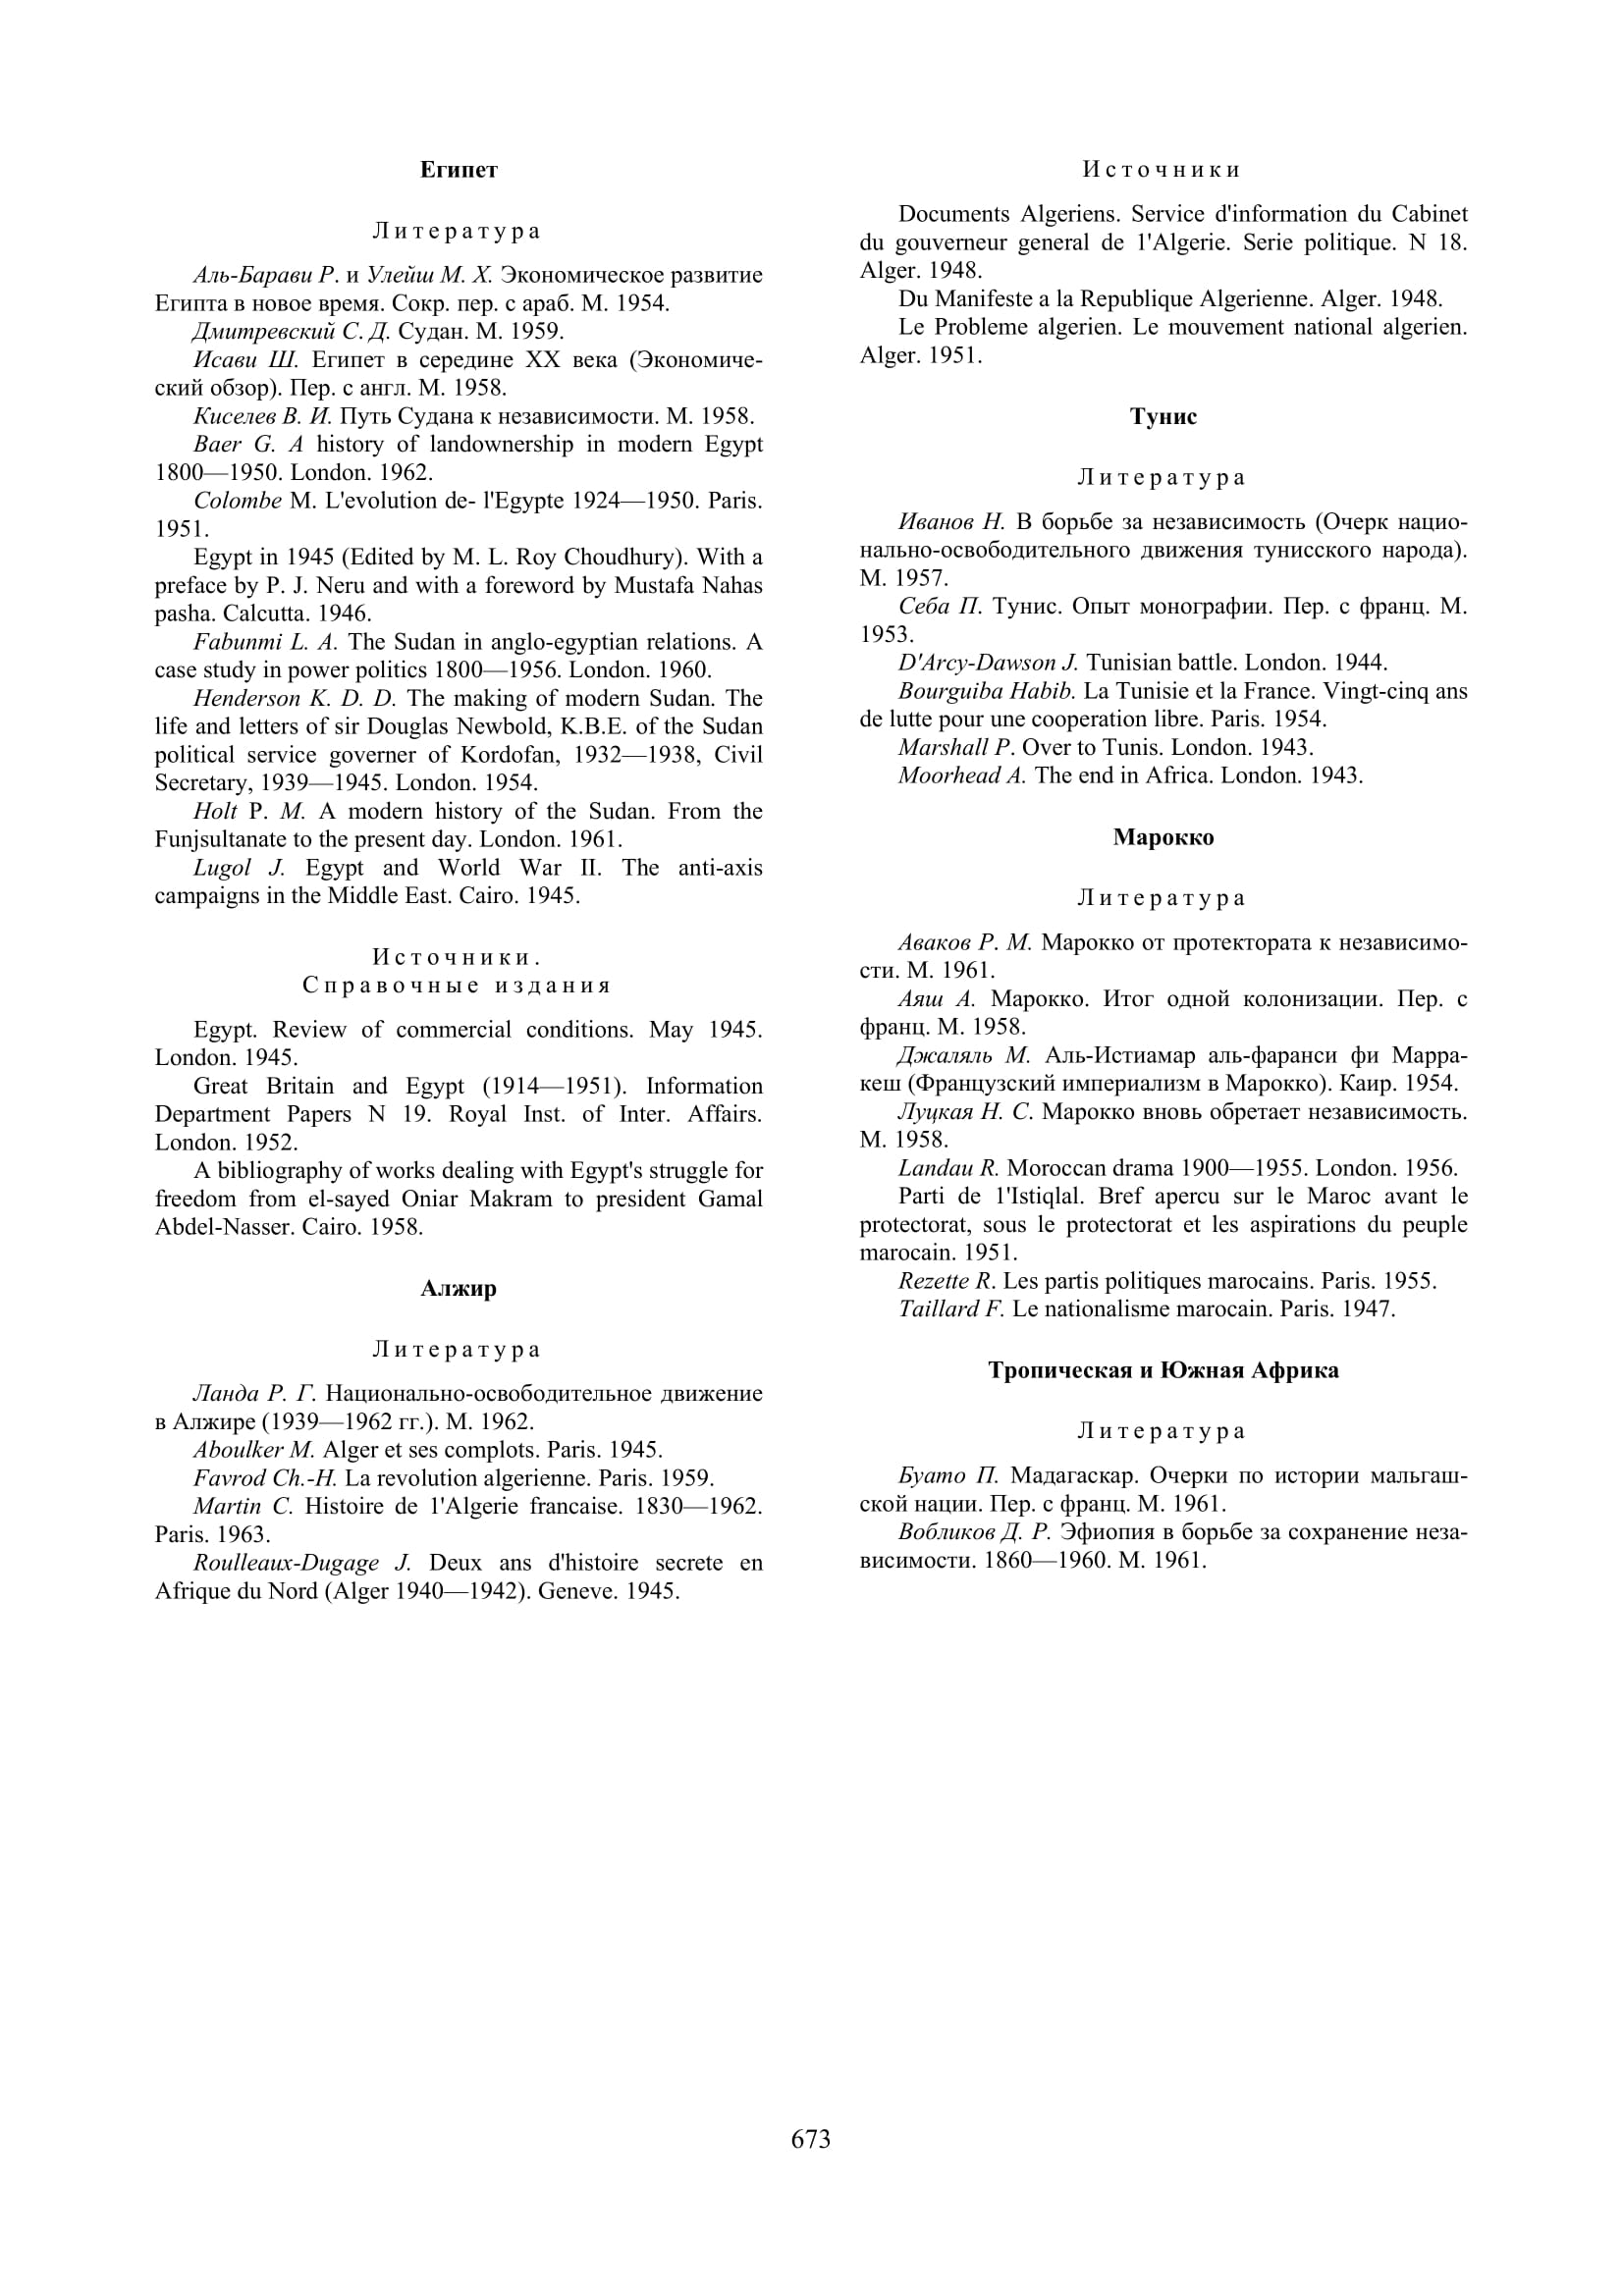 Египет
Литература
Аль-Барави Р. и Улейш М. Х. Экономическое развитие
Египта в новое время. Сокр. пер. с араб. М. 1954.
Дмитревский С. Д. Судан. М. 1959.
Исави Ш. Египет в середине XX века (Экономиче-
ский обзор). Пер. с англ. М. 1958.
Киселев В. И. Путь Судана к независимости. М. 1958.
Baer G. A history of landownership in modern Egypt
1800—1950. London. 1962.
Colombe M. L'evolution de- l'Egypte 1924—1950. Paris.
1951.
Egypt in 1945 (Edited by M. L. Roy Choudhury). With a
preface by P. J. Neru and with a foreword by Mustafa Nahas
pasha. Calcutta. 1946.
Fabunmi L. A. The Sudan in anglo-egyptian relations. A
case study in power politics 1800—1956. London. 1960.
Henderson K. D. D. The making of modern Sudan. The
life and letters of sir Douglas Newbold, K.B.E. of the Sudan
political service governer of Kordofan, 1932—1938, Civil
Secretary, 1939—1945. London. 1954.
Holt P. M. A modern history of the Sudan. From the
Funjsultanate to the present day. London. 1961.
Lugol J. Egypt and World War II. The anti-axis
campaigns in the Middle East. Cairo. 1945.
Источники.
Справочные издания
Egypt. Review of commercial conditions. May 1945.
London. 1945.
Great Britain and Egypt (1914—1951). Information
Department Papers N 19. Royal Inst. of Inter. Affairs.
London. 1952.
A bibliography of works dealing with Egypt's struggle for
freedom from el-sayed Oniar Makram to president Gamal
Abdel-Nasser. Cairo. 1958.
Алжир
Литература
Ланда Р. Г. Национально-освободительное движение
в Алжире (1939—1962 гг.). М. 1962.
Aboulker M. Alger et ses complots. Paris. 1945.
Favrod Ch.-H. La revolution algerienne. Paris. 1959.
Martin C. Histoire de 1'Algerie francaise. 1830—1962.
Paris. 1963.
Roulleaux-Dugage J. Deux ans d'histoire secrete en
Afrique du Nord (Alger 1940—1942). Geneve. 1945.
Источники
Documents Algeriens. Service d'information du Cabinet
du gouverneur general de 1'Algerie. Serie politique. N 18.
Alger. 1948.
Du Manifeste a la Republique Algerienne. Alger. 1948.
Le Probleme algerien. Le mouvement national algerien.
Alger. 1951.
Тунис
Литература
Иванов Н. В борьбе за независимость (Очерк нацио-
нально-освободительного движения тунисского народа).
М. 1957.
Себа П. Тунис. Опыт монографии. Пер. с франц. М.
1953.
D'Arcy-Dawson J. Tunisian battle. London. 1944.
Bourguiba Habib. La Tunisie et la France. Vingt-cinq ans
de lutte pour une cooperation libre. Paris. 1954.
Marshall P. Over to Tunis. London. 1943.
Moorhead A. The end in Africa. London. 1943.
Марокко
Литература
Аваков Р. М. Марокко от протектората к независимо-
сти. М. 1961.
Аяш А. Марокко. Итог одной колонизации. Пер. с
франц. М. 1958.
Джаляль М. Аль-Истиамар аль-фаранси фи Марра-
кеш (Французский империализм в Марокко). Каир. 1954.
Луцкая Н. С. Марокко вновь обретает независимость.
М. 1958.
Landau R. Moroccan drama 1900—1955. London. 1956.
Parti de 1'Istiqlal. Bref apercu sur le Maroc avant le
protectorat, sous le protectorat et les aspirations du peuple
marocain. 1951.
Rezette R. Les partis politiques marocains. Paris. 1955.
Taillard F. Le nationalisme marocain. Paris. 1947.
Тропическая и Южная Африка
Литература
Буато П. Мадагаскар. Очерки по истории мальгаш-
ской нации. Пер. с франц. М. 1961.
Вобликов Д. Р. Эфиопия в борьбе за сохранение неза-
висимости. 1860—1960. М. 1961.
673